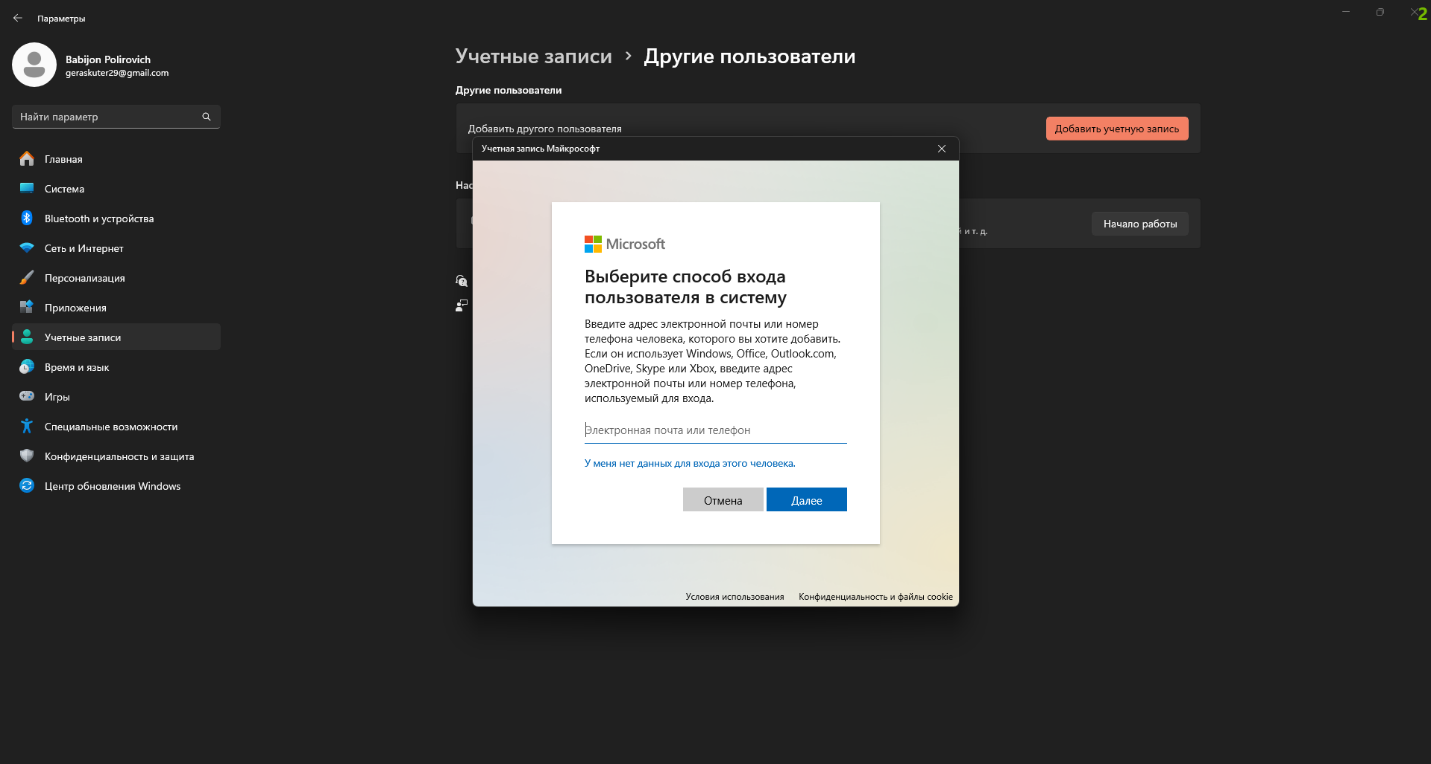 Параметры
2
Babijon Polirovich
geraskuter29@gmail.com
Найти параметр
Главная
Система
Bluetooth и устройства
Сеть и Интернет
Персонализация
Приложения
Учетные записи
Время и язык
Игры
Специальные возможности
Конфиденциальность и защита
Центр обновления Windows
Учетные записи > Другие пользователи
Другие пользователи
Добавить другого пользователя
Добавить учетную запись
Нас
й и т. д.
Начало работы
Учетная запись Майкрософт
Microsoft
Выберите способ входа
пользователя в систему
Введите адрес электронной почты или номер
телефона человека, которого вы хотите добавить.
Если он использует Windows, Office, Outlook.com,
OneDrive, Skype или Xbox, введите адрес
электронной почты или номер телефона,
используемый для входа.
Электронная почта или телефон
У меня нет данных для входа этого человека.
Отмена
Далее
Условия использования
Конфиденциальность и файлы cookie